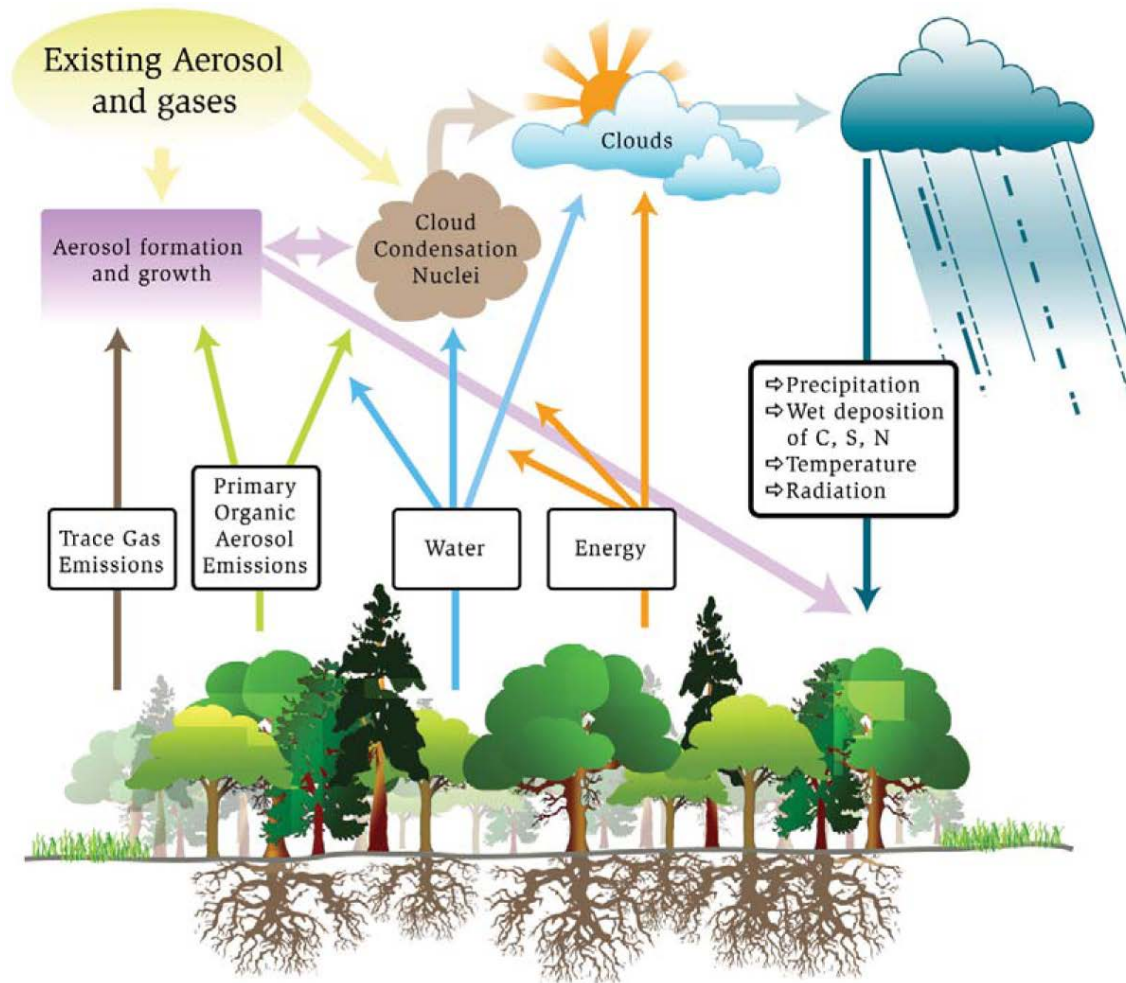 Existing Aerosol
and gases
Clouds
Cloud
Condensation
Nuclei
Aerosol formation
and growth
⇨Precipitation
⇨Wet deposition
of C, S, N
⇨Temperature
⇨Radiation
Trace Gas
Emissions
Primary
Organic
Aerosol
Emissions
Water
Energy